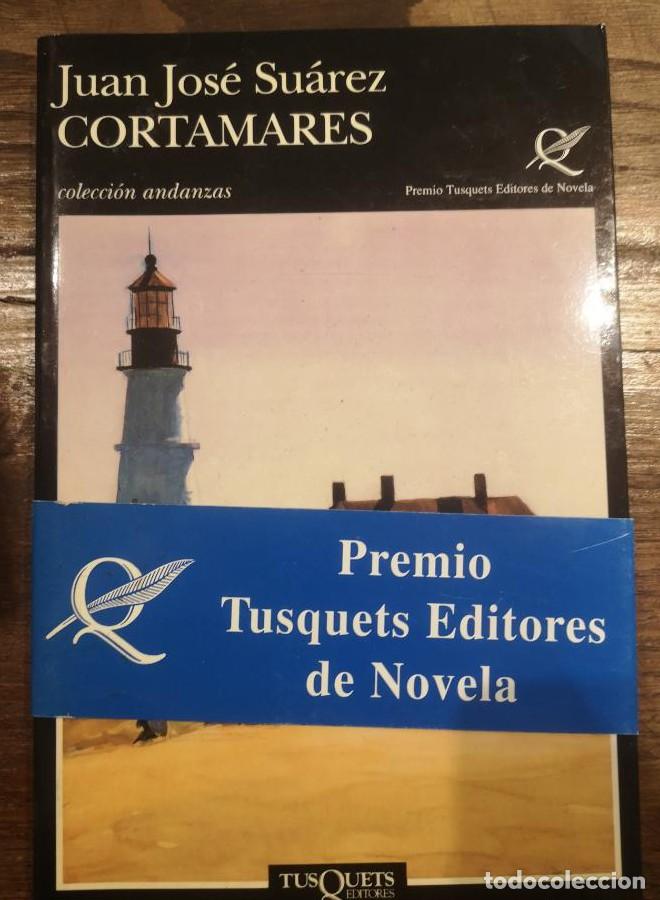 Juan José Suárez
CORTAMARES
colección andanzas
Premio Tusquets Editores de Novela
Premio
Tusquets Editores
de Novela
TUSQUETS
EDITORES
todocoleccion